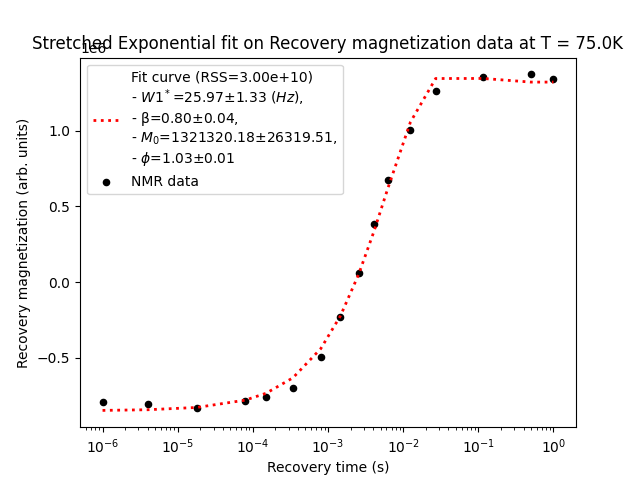 Stretched Exponential fit on Recovery magnetization data at T = 75.0K
1e6
Fit curve (RSS=3.00e+10)
- W1* =25.97±1.33 (Hz),
- β=0.80±0.04,
- M₀=1321320.18±26319.51,
- ϕ=1.03±0.01
NMR data
Recovery magnetization (arb. units)
1.0
0.5
0.0
−0.5
10⁻⁶ 10⁻⁵ 10⁻⁴ 10⁻³ 10⁻² 10⁻¹ 10⁰
Recovery time (s)